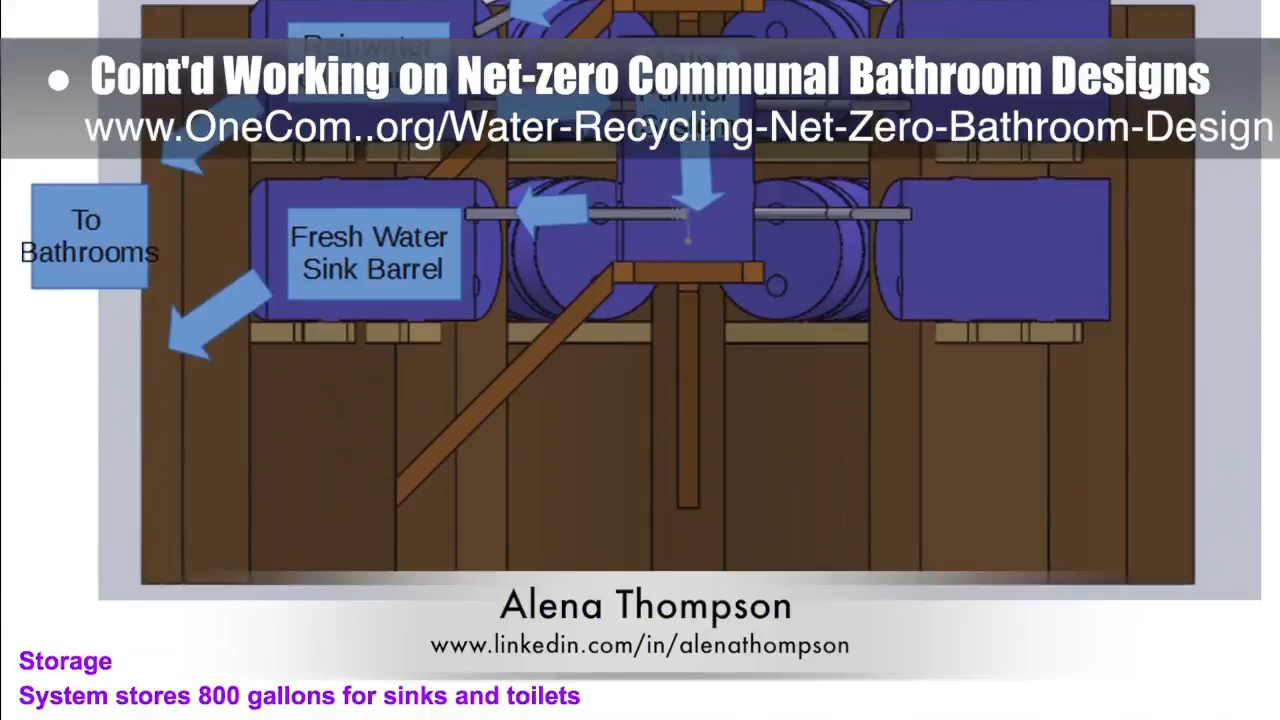 Rainwater
● Cont'd Working on Net-zero Communal Bathroom Designs
Purifier
www.OneCom..org/Water-Recycling-Net-Zero-Bathroom-Design
To
Bathrooms
Fresh Water
Sink Barrel
Alena Thompson
www.linkedin.com/in/alenathompson
Storage
System stores 800 gallons for sinks and toilets